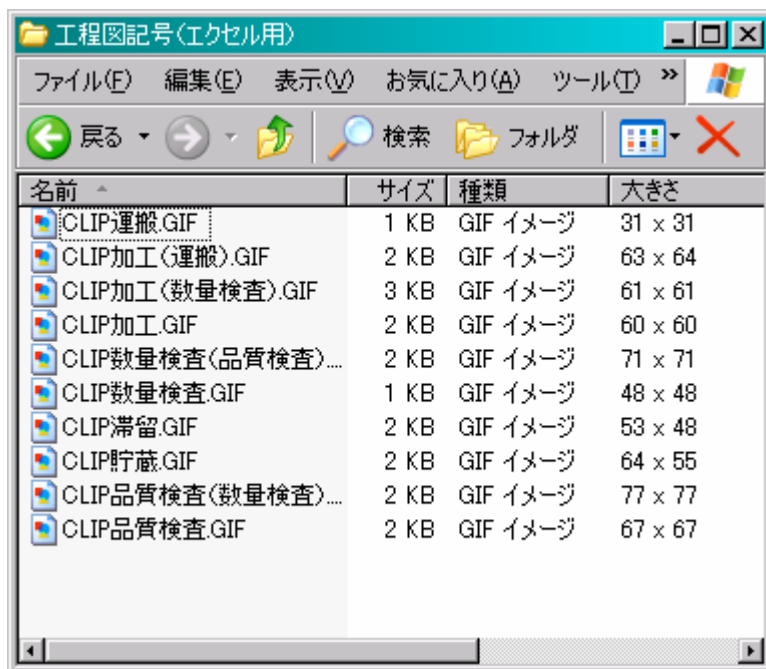 工程図記号(エクセル用)
ファイル(F) 編集(E) 表示(V) お気に入り(A) ツール(T) »
戻る 検索 フォルダ
名前 サイズ 種類 大きさ
CLIP運搬.GIF 1 KB GIF イメージ 31 x 31
CLIP加工(運搬).GIF 2 KB GIF イメージ 63 x 64
CLIP加工(数量検査).GIF 3 KB GIF イメージ 61 x 61
CLIP加工.GIF 2 KB GIF イメージ 60 x 60
CLIP数量検査(品質検査).... 2 KB GIF イメージ 71 x 71
CLIP数量検査.GIF 1 KB GIF イメージ 48 x 48
CLIP滞留.GIF 2 KB GIF イメージ 53 x 48
CLIP貯蔵.GIF 2 KB GIF イメージ 64 x 55
CLIP品質検査(数量検査).... 2 KB GIF イメージ 77 x 77
CLIP品質検査.GIF 2 KB GIF イメージ 67 x 67